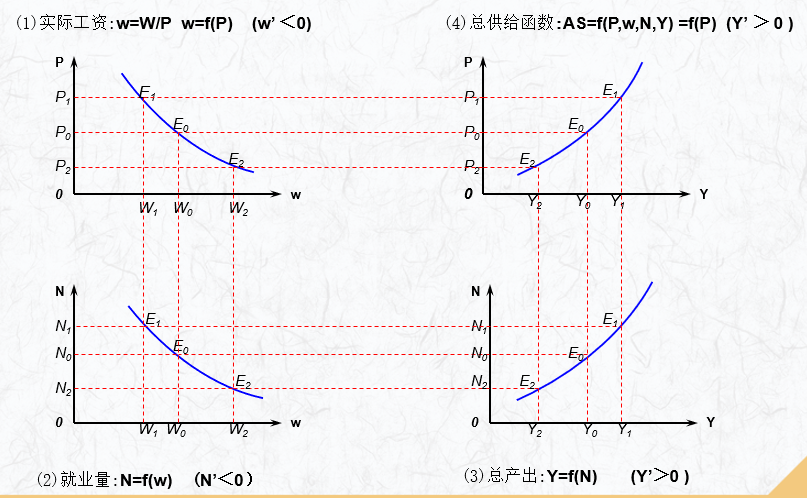 (1)实际工资:w=W/P w=f(P) (w’＜0)
(4)总供给函数:AS=f(P,w,N,Y) =f(P) (Y’＞0)
P
P1
P0
P2
0
E1
E0
E2
W1 W0 W2
w
P
P1
P0
P2
0
E1
E0
E2
Y2 Y0 Y1
Y
N
N1
N0
N2
0
E1
E0
E2
W1 W0 W2
w
N
N1
N0
N2
0
E1
E0
E2
Y2 Y0 Y1
Y
(2)就业量:N=f(w) （N’＜0）
(3)总产出:Y=f(N) (Y’＞0 )